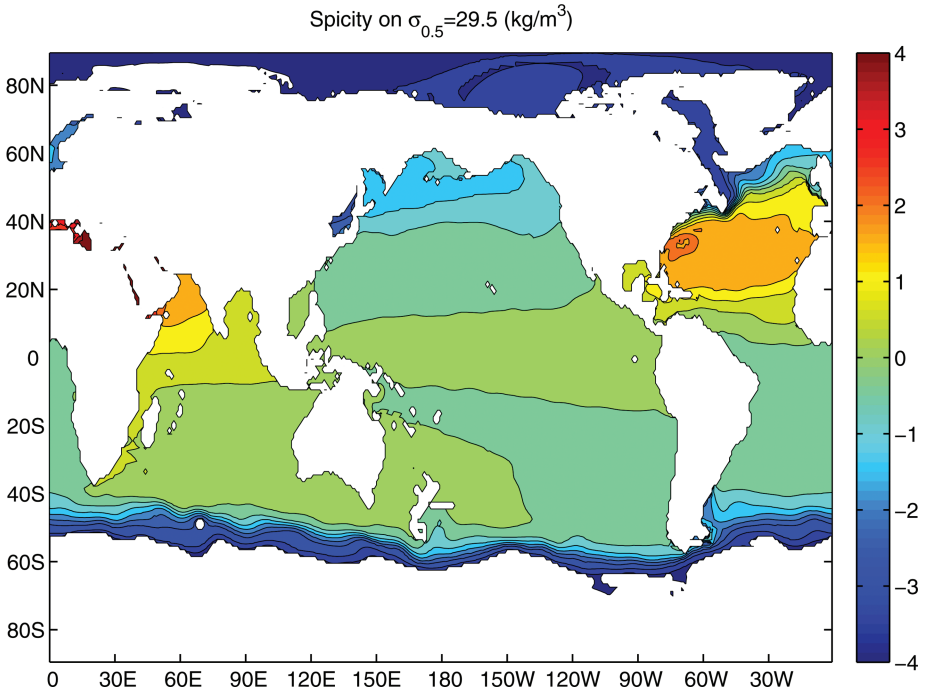 Spicity on σ0.5=29.5 (kg/m³)
80N
60N
40N
20N
0
20S
40S
60S
80S
0 30E 60E 90E 120E 150E 180 150W 120W 90W 60W 30W
4
3
2
1
0
−1
−2
−3
−4